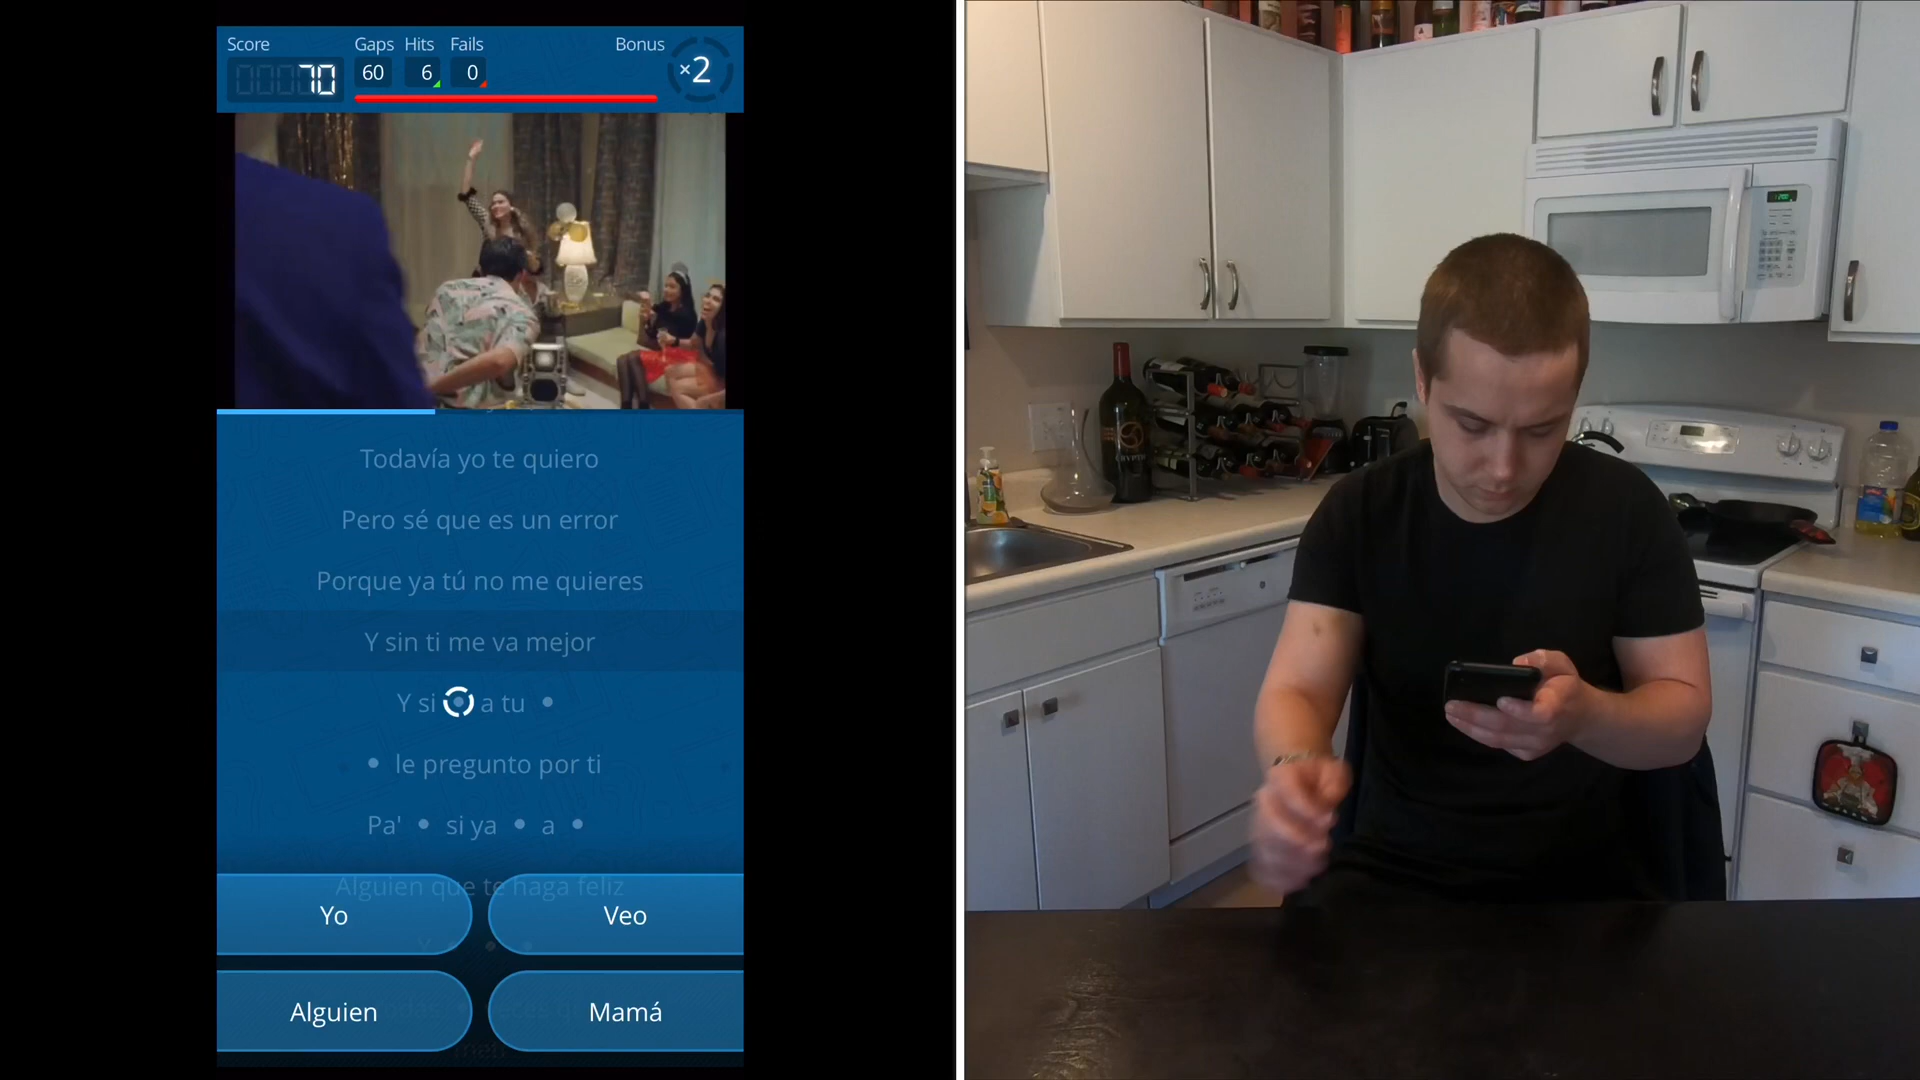 Score Gaps Hits Fails Bonus
70 60 6 0 ×2
Todavía yo te quiero
Pero sé que es un error
Porque ya tú no me quieres
Y sin ti me va mejor
Y si a tu
le pregunto por ti
Pa' si ya a
Alguien que te haga feliz
Yo
Veo
Alguien
Mamá